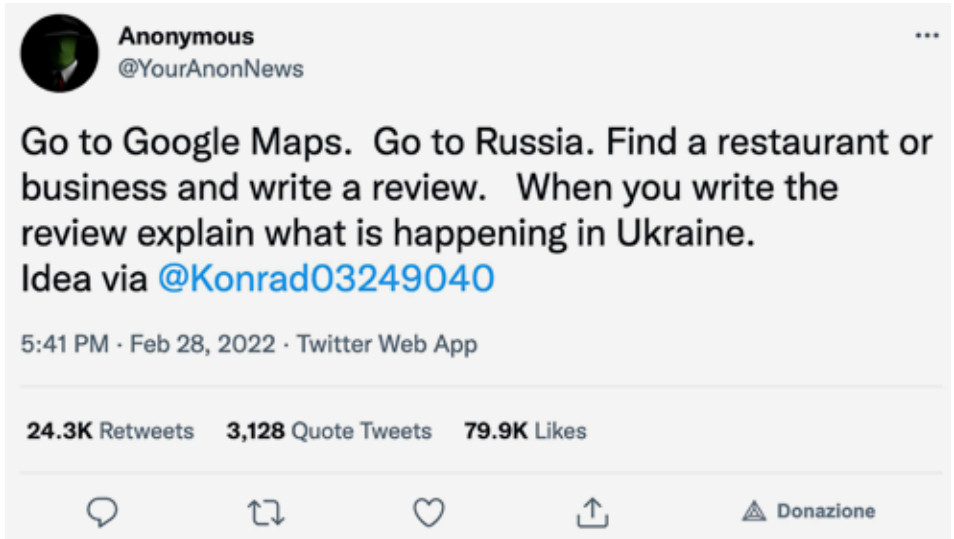 Anonymous
@YourAnonNews
Go to Google Maps.  Go to Russia. Find a restaurant or
business and write a review.   When you write the
review explain what is happening in Ukraine.
Idea via @Konrad03249040
5:41 PM · Feb 28, 2022 · Twitter Web App
24.3K Retweets 3,128 Quote Tweets 79.9K Likes
Donazione